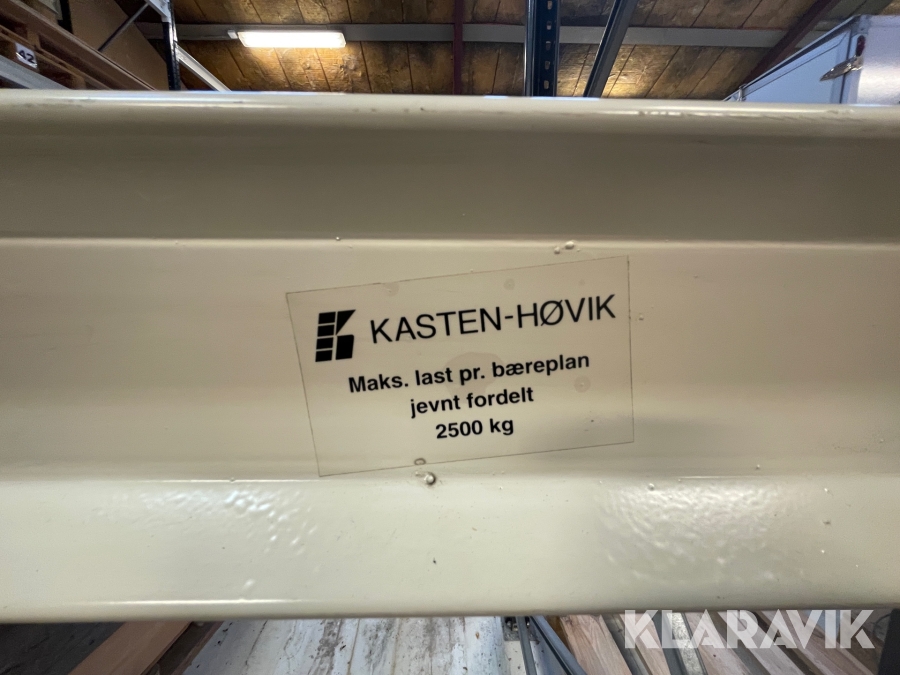 KASTEN-HØVIK
Maks. last pr. bæreplan
jevnt fordelt
2500 kg
KLARAVIK